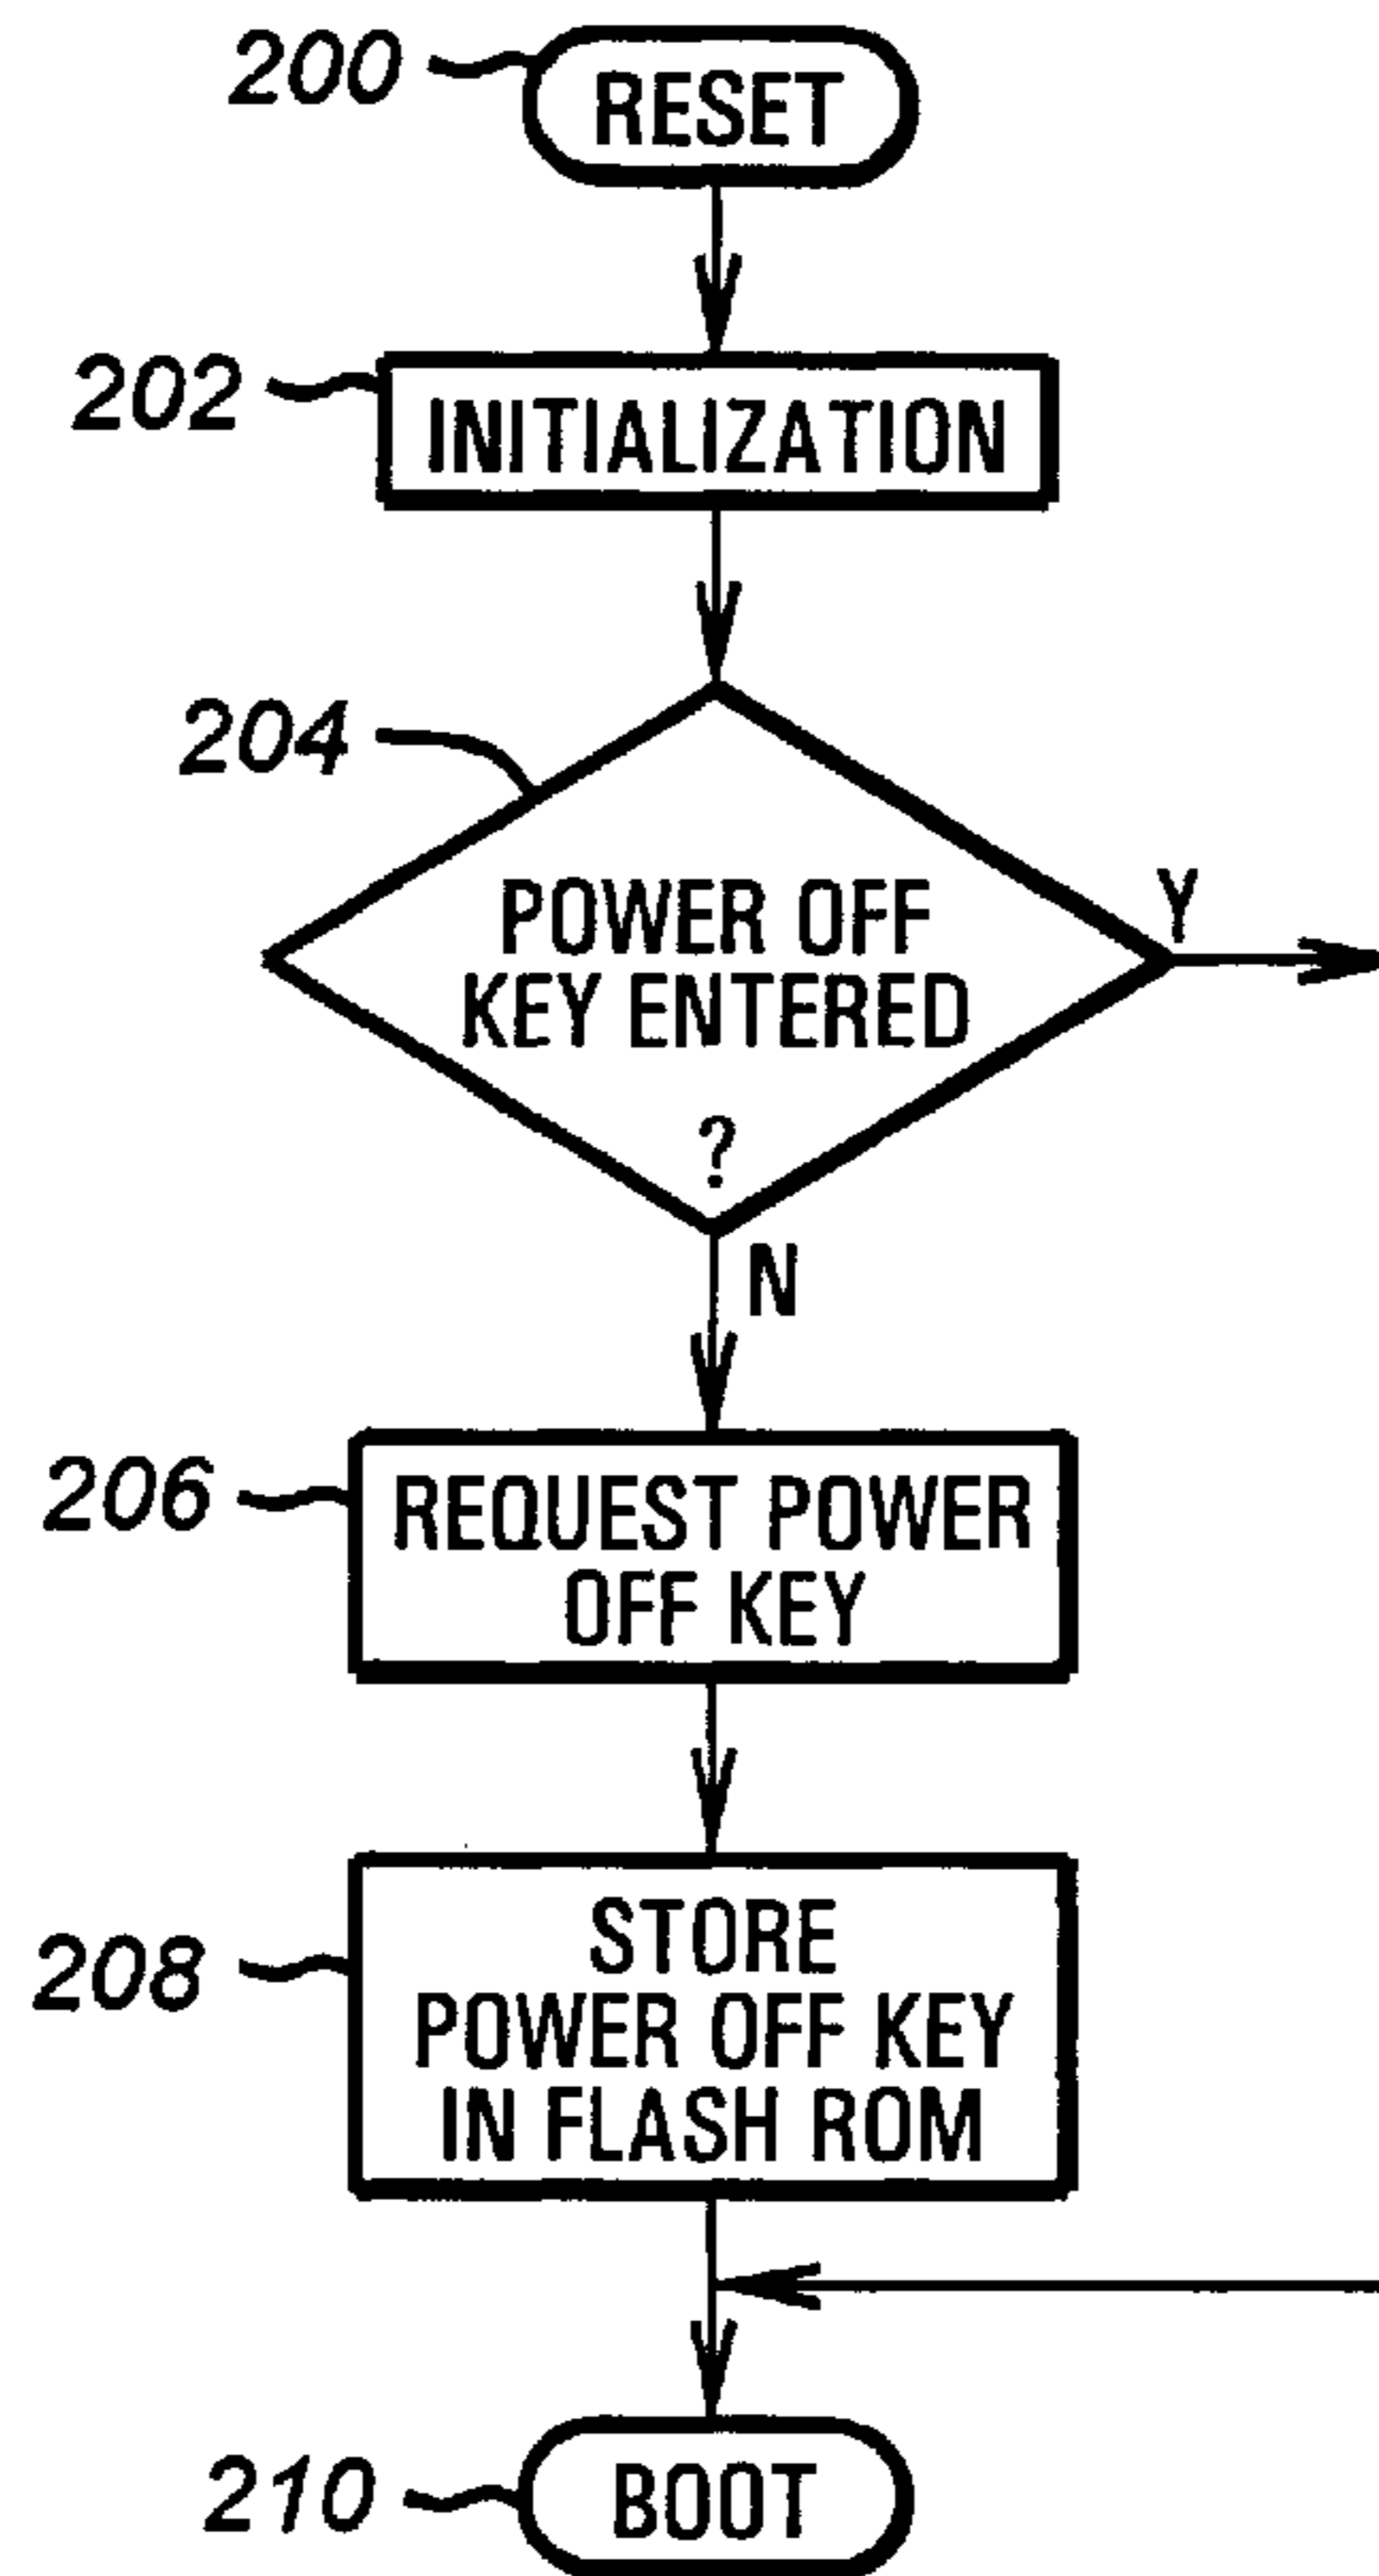 200
RESET
202
INITIALIZATION
204
POWER OFF
KEY ENTERED
?
Y
N
206
REQUEST POWER
OFF KEY
208
STORE
POWER OFF KEY
IN FLASH ROM
210
BOOT